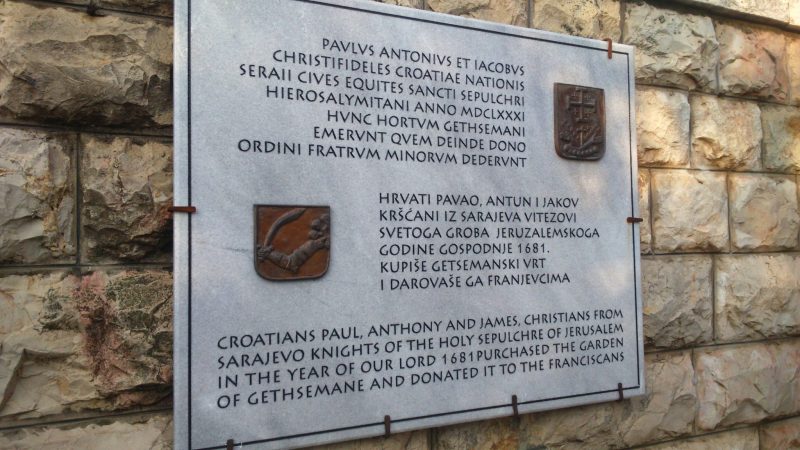 PAVLVS ANTONIVS ET IACOBVS
CHRISTIFIDELES CROATIAE NATIONIS
SERAII CIVES EQUITES SANCTI SEPULCHRI
HIEROSALYMITANI ANNO MDCLXXXI
HVNC HORTVM GETHSEMANI
EMERVNT QVEM DEINDE DONO
ORDINI FRATRVM MINORVM DEDERVNT
HRVATI PAVAO, ANTUN I JAKOV
KRŠĆANI IZ SARAJEVA VITEZOVI
SVETOGA GROBA JERUZALEMSKOGA
GODINE GOSPODNJE 1681.
KUPIŠE GETSEMANSKI VRT
I DAROVAŠE GA FRANJEVCIMA
CROATIANS PAUL, ANTHONY AND JAMES, CHRISTIANS FROM
SARAJEVO KNIGHTS OF THE HOLY SEPULCHRE OF JERUSALEM
IN THE YEAR OF OUR LORD 1681 PURCHASED THE GARDEN
OF GETHSEMANE AND DONATED IT TO THE FRANCISCANS